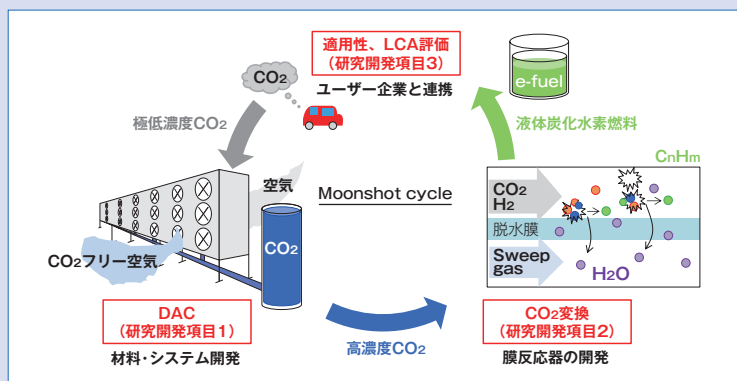 適用性、LCA評価
(研究開発項目3)
ユーザー企業と連携
CO2
e-fuel
極低濃度CO2
液体炭化水素燃料
空気
Moonshot cycle
CnHm
CO2
H2
脱水膜
Sweep
gas
H2O
CO2
CO2フリー空気
DAC
(研究開発項目1)
材料・システム開発
高濃度CO2
CO2変換
(研究開発項目2)
膜反応器の開発